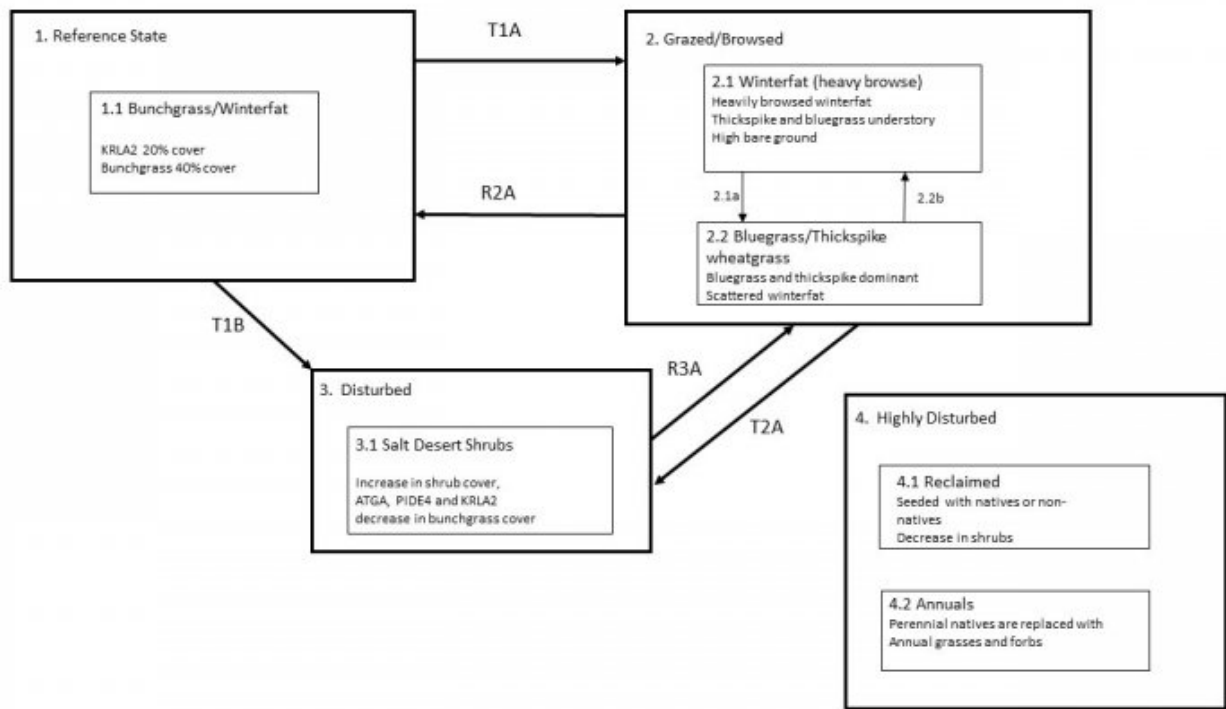 1. Reference State
1.1 Bunchgrass/Winterfat
KRLA2 20% cover
Bunchgrass 40% cover
T1A
R2A
T1B
2. Grazed/Browsed
2.1 Winterfat (heavy browse)
Heavily browsed winterfat
Thickspike and bluegrass understory
High bare ground
2.1a
2.2b
2.2 Bluegrass/Thickspike
wheatgrass
Bluegrass and thickspike dominant
Scattered winterfat
R3A
T2A
3. Disturbed
3.1 Salt Desert Shrubs
Increase in shrub cover,
ATGA, PIDE4 and KRLA2
decrease in bunchgrass cover
4. Highly Disturbed
4.1 Reclaimed
Seeded with natives or non-
natives
Decrease in shrubs
4.2 Annuals
Perennial natives are replaced with
Annual grasses and forbs